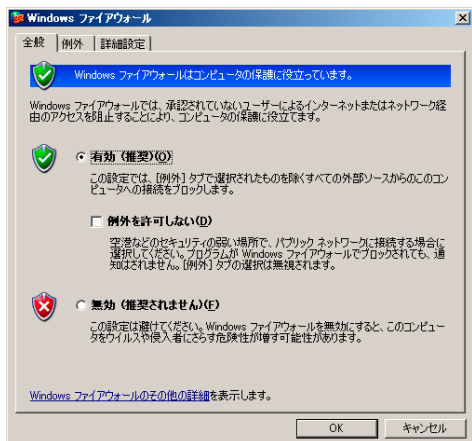 Windows ファイアウォール
全般 例外 詳細設定
Windows ファイアウォールはコンピュータの保護に役立っています。
Windows ファイアウォールでは、承認されていないユーザーによるインターネットまたはネットワーク経
由のアクセスを阻止することにより、コンピュータの保護に役立てます。
有効 (推奨)(O)
この設定では、[例外] タブで選択されたものを除くすべての外部ソースからのこのコン
ピュータへの接続をブロックします。
例外を許可しない(D)
空港などのセキュリティの弱い場所で、パブリック ネットワークに接続する場合に
選択してください。プログラムが Windows ファイアウォールでブロックされても、通
知はされません。[例外] タブの選択は無視されます。
無効 (推奨されません)(F)
この設定は避けてください。Windows ファイアウォールを無効にすると、このコンピュー
タをウイルスや侵入者にさらす危険性が増す可能性があります。
Windows ファイアウォールのその他の詳細を表示します。
OK キャンセル